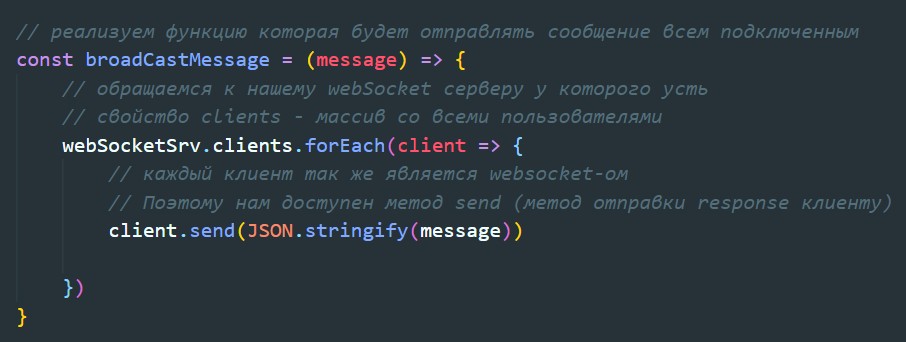 // реализуем функцию которая будет отправлять сообщение всем подключенным
const broadCastMessage = (message) => {
// обращаемся к нашему webSocket серверу у которого усть
// свойство clients - массив со всеми пользователями
webSocketSrv.clients.forEach(client => {
// каждый клиент так же является websocket-ом
// Поэтому нам доступен метод send (метод отправки response клиенту)
client.send(JSON.stringify(message))
})
}